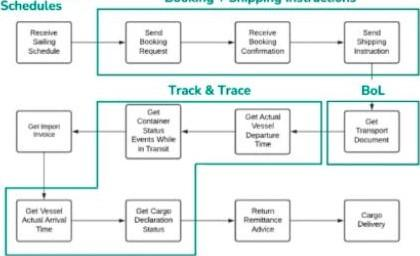 Booking + Shipping Instructions
Schedules
Receive
Sailing
Schedule
Send
Booking
Request
Receive
Booking
Confirmation
Send
Shipping
Instruction
Track & Trace
BoL
Get Import
Invoice
Get
Container
Status
Events While
in Transit
Get Actual
Vessel
Departure
Time
Get
Transport
Document
Get Vessel
Actual Arrival
Time
Get Cargo
Declaration
Status
Return
Remittance
Advice
Cargo
Delivery